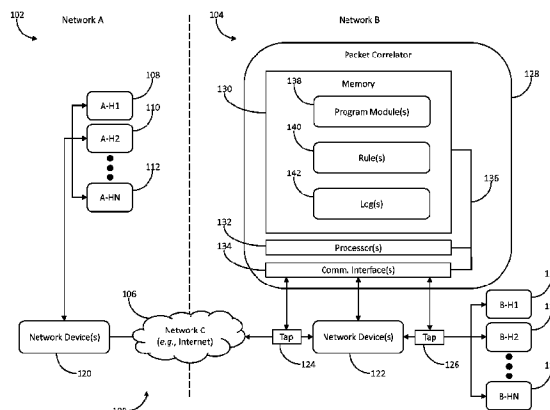 102
Network A
104
Network B
108
A-H1
110
A-H2
112
A-HN
Packet Correlator
128
130
Memory
138
Program Module(s)
140
Rule(s)
142
Log(s)
136
132
Processor(s)
134
Comm. Interface(s)
106
Network C
(e.g., Internet)
Network Device(s)
120
Tap
124
Network Device(s)
122
Tap
126
B-H1
B-H2
B-HN